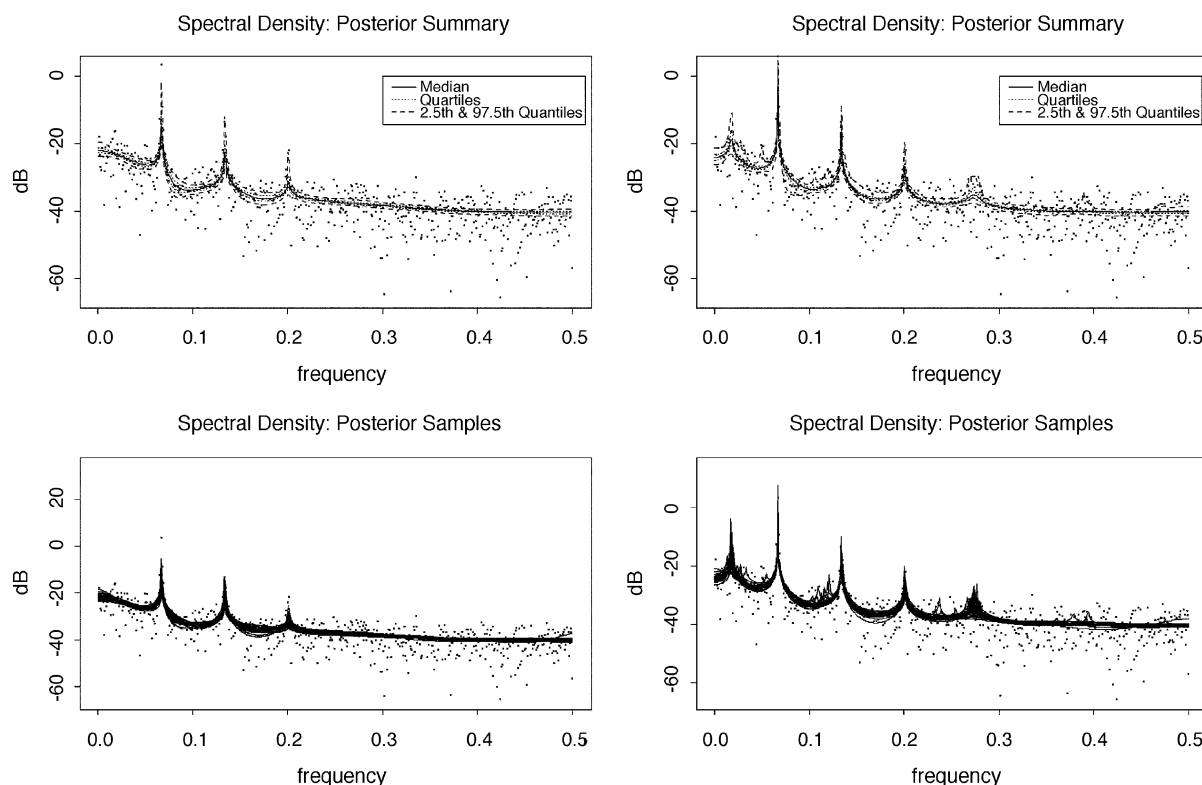 Spectral Density: Posterior Summary
0
-20
-40
-60
dB
Median
Quartiles
2.5th & 97.5th Quantiles
0.0 0.1 0.2 0.3 0.4 0.5
frequency
Spectral Density: Posterior Summary
0
-20
-40
-60
dB
Median
Quartiles
2.5th & 97.5th Quantiles
0.0 0.1 0.2 0.3 0.4 0.5
frequency
Spectral Density: Posterior Samples
20
0
-20
-40
-60
dB
0.0 0.1 0.2 0.3 0.4 0.5
frequency
Spectral Density: Posterior Samples
0
-20
-40
-60
dB
0.0 0.1 0.2 0.3 0.4 0.5
frequency